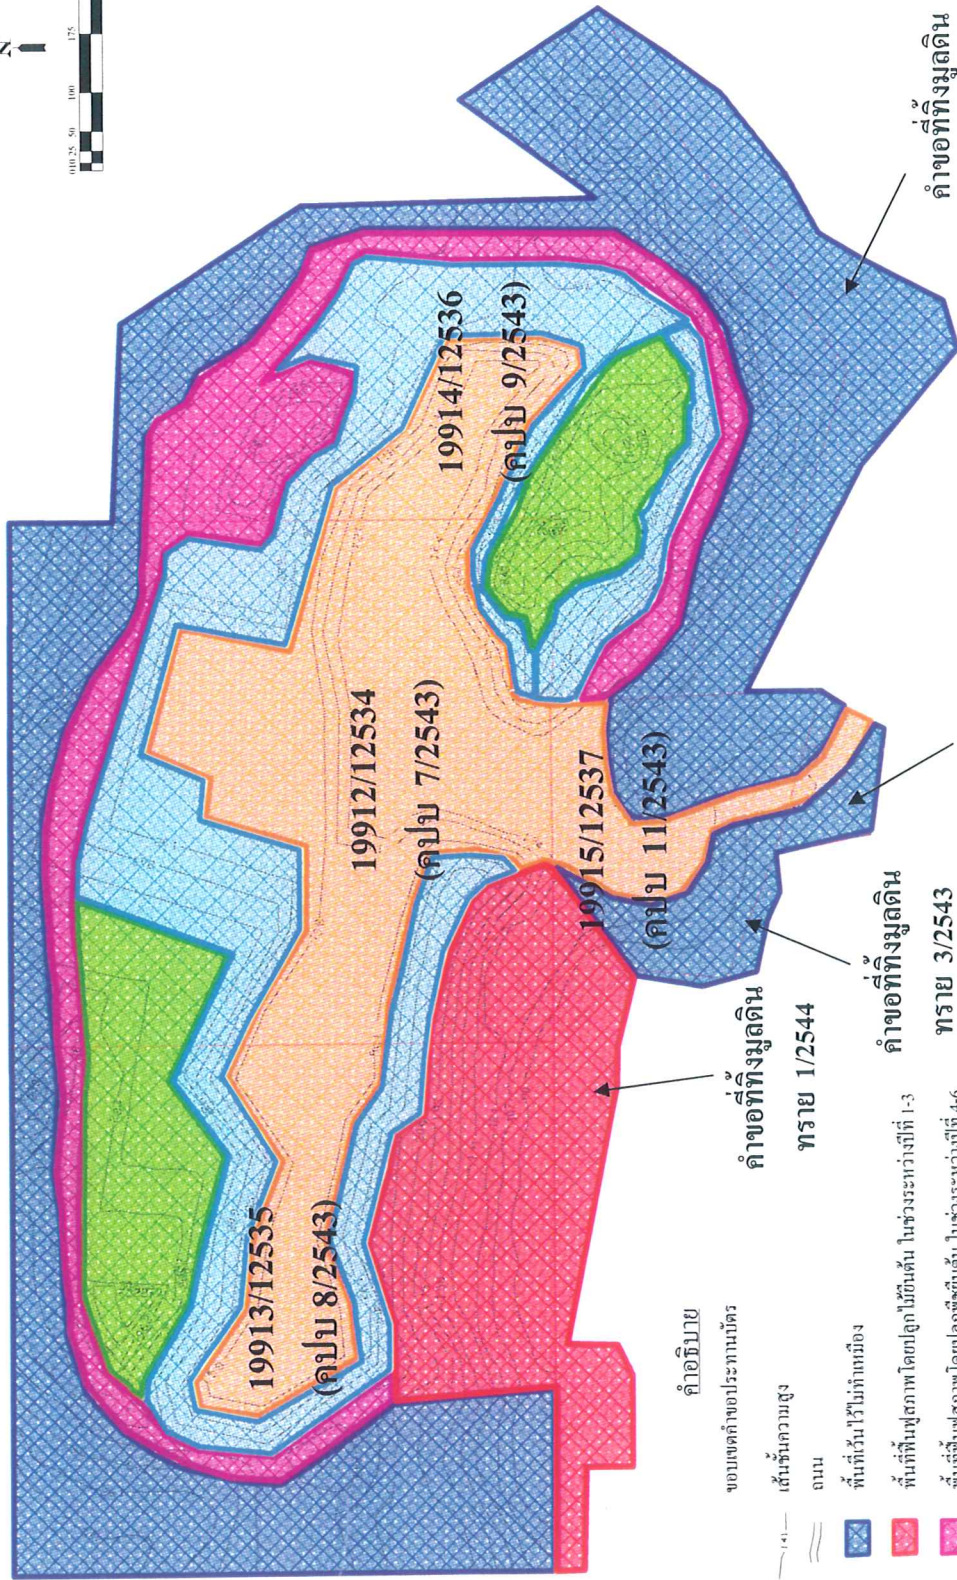 N
0 10 25 50 100 175
19914/12536
(คปบ 9/2543)
19912/12534
(คปบ 7/2543)
19913/12535
(คปบ 8/2543)
19915/12537
(คปบ 11/2543)
คำขอที่ทิ้งมูลดิน
คำขอที่ทิ้งมูลดิน
ทราย 1/2544
คำขอที่ทิ้งมูลดิน
ทราย 3/2543
คำอธิบาย
ขอบเขตคำขอประทานบัตร
เส้นชั้นความสูง
ถนน
พื้นที่เว้นไว้ไม่ทำเหมือง
พื้นที่ฟื้นฟูสภาพโดยปลูกไม้ยืนต้น ในช่วงระหว่างปีที่ 1-3